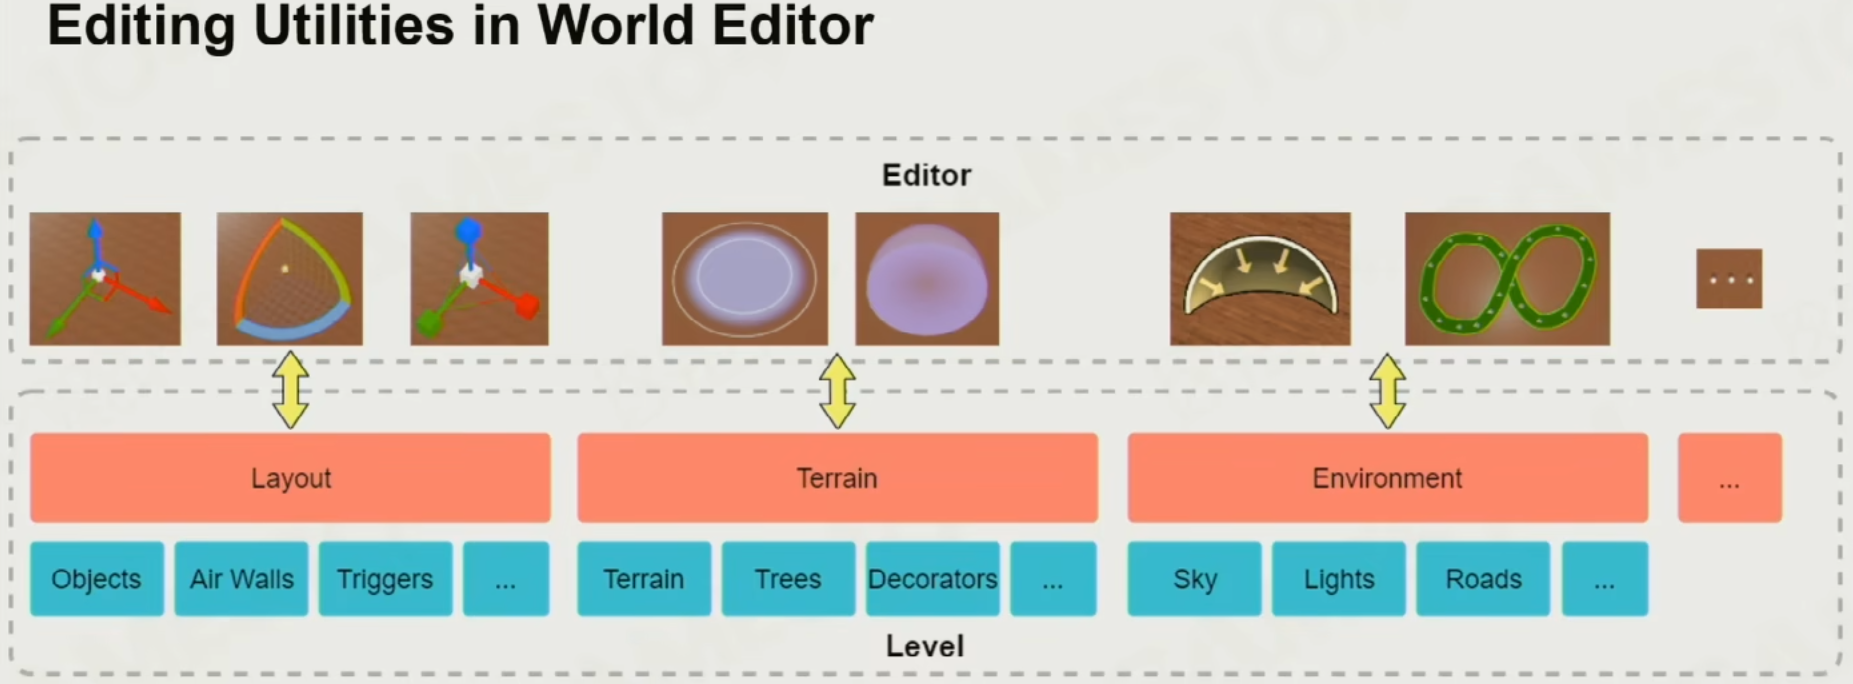 Editing Utilities in World Editor
Editor
Layout
Terrain
Environment
...
Objects
Air Walls
Triggers
...
Terrain
Trees
Decorators
...
Sky
Lights
Roads
...
Level